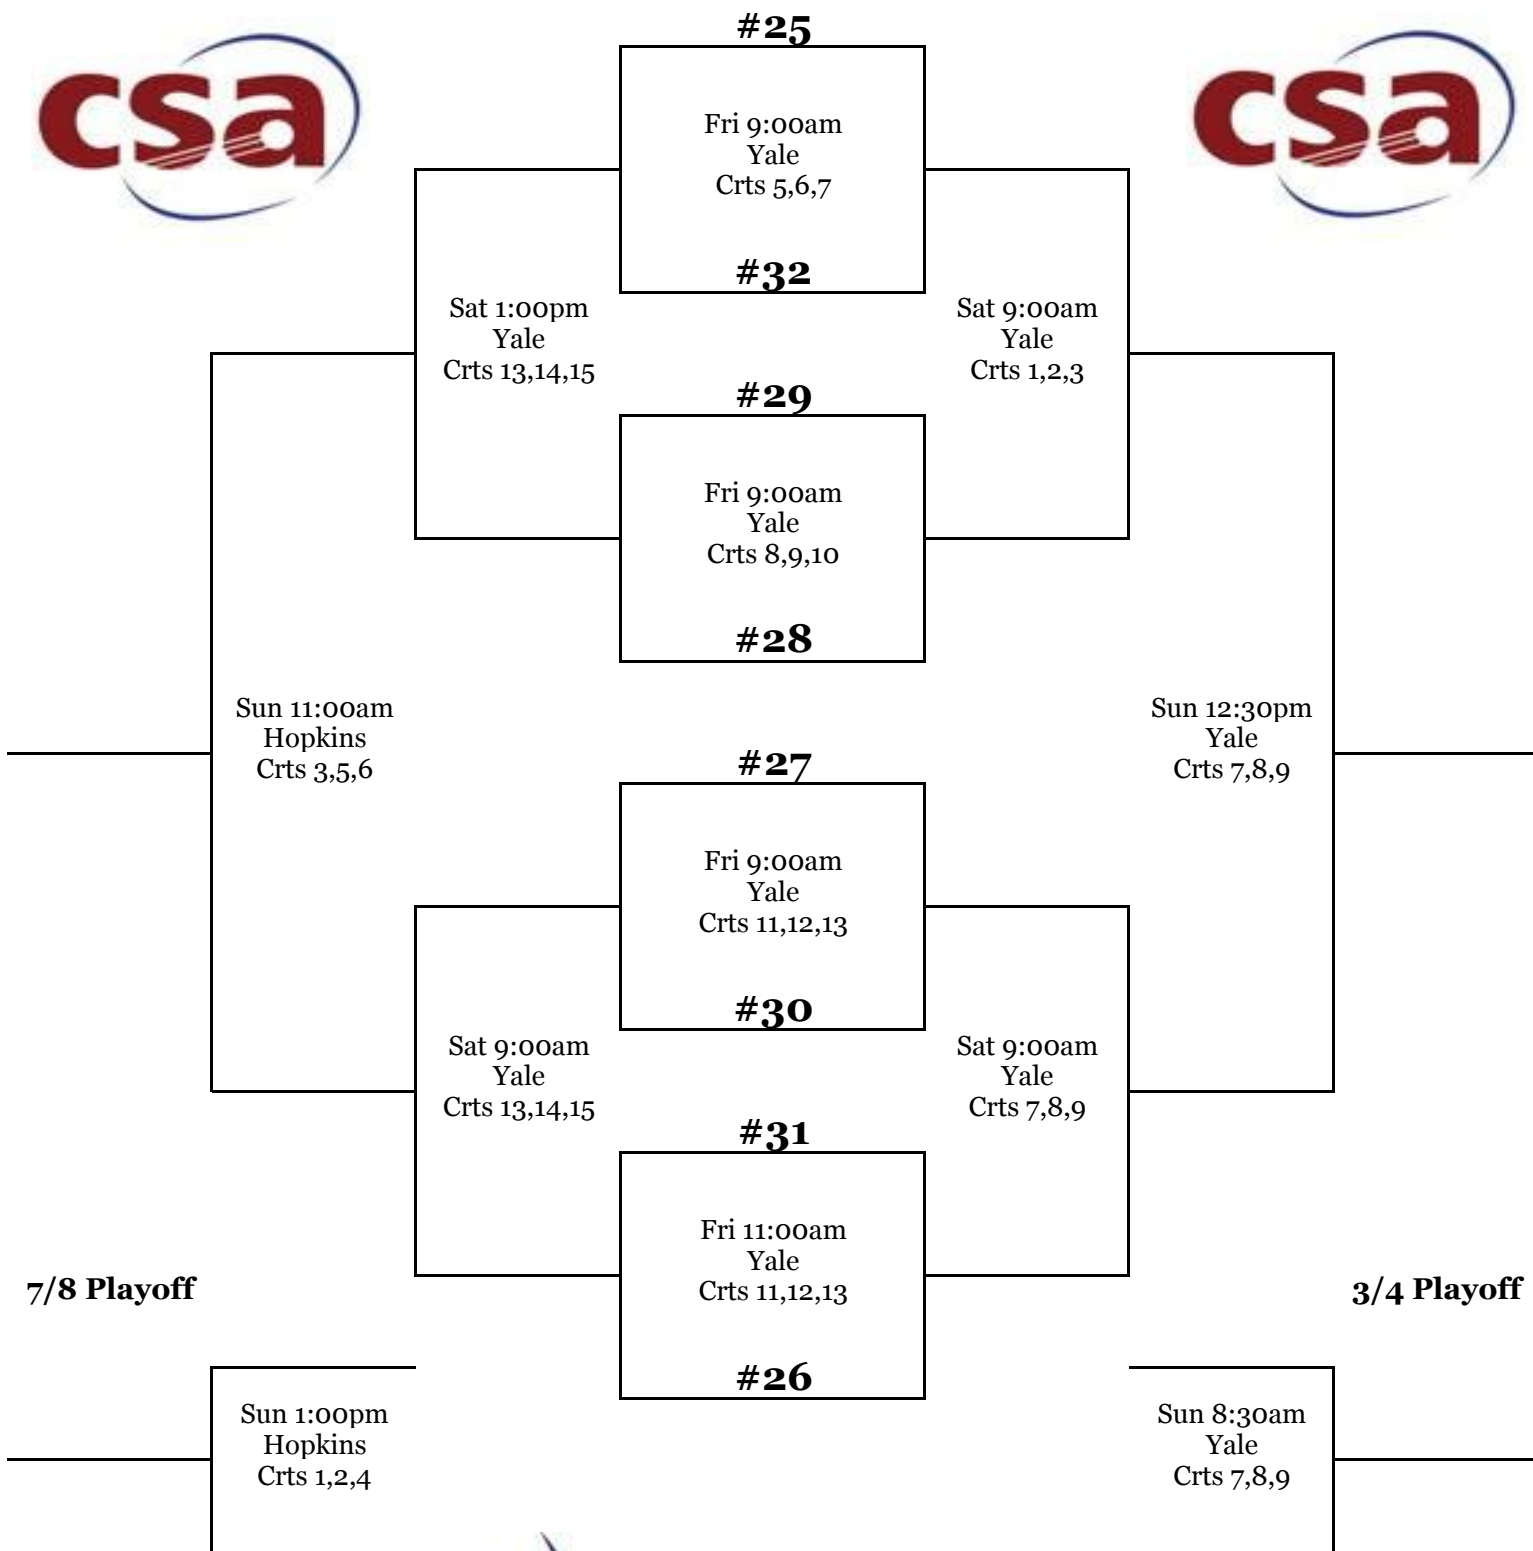 csa
csa
#25
Fri 9:00am
Yale
Crts 5,6,7
#32
Sat 1:00pm
Yale
Crts 13,14,15
Sat 9:00am
Yale
Crts 1,2,3
#29
Fri 9:00am
Yale
Crts 8,9,10
#28
Sun 11:00am
Hopkins
Crts 3,5,6
Sun 12:30pm
Yale
Crts 7,8,9
#27
Fri 9:00am
Yale
Crts 11,12,13
#30
Sat 9:00am
Yale
Crts 13,14,15
Sat 9:00am
Yale
Crts 7,8,9
#31
Fri 11:00am
Yale
Crts 11,12,13
#26
7/8 Playoff
3/4 Playoff
Sun 1:00pm
Hopkins
Crts 1,2,4
Sun 8:30am
Yale
Crts 7,8,9